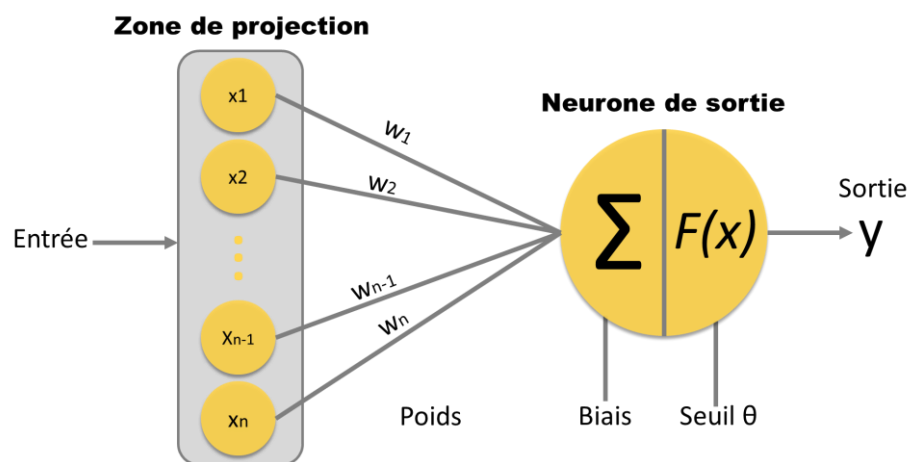 Zone de projection
x1
x2
Entrée
Xn-1
Xn
W1
W2
Wn-1
Wn
Poids
Neurone de sortie
∑
F(x)
Biais
Seuil θ
Sortie
y